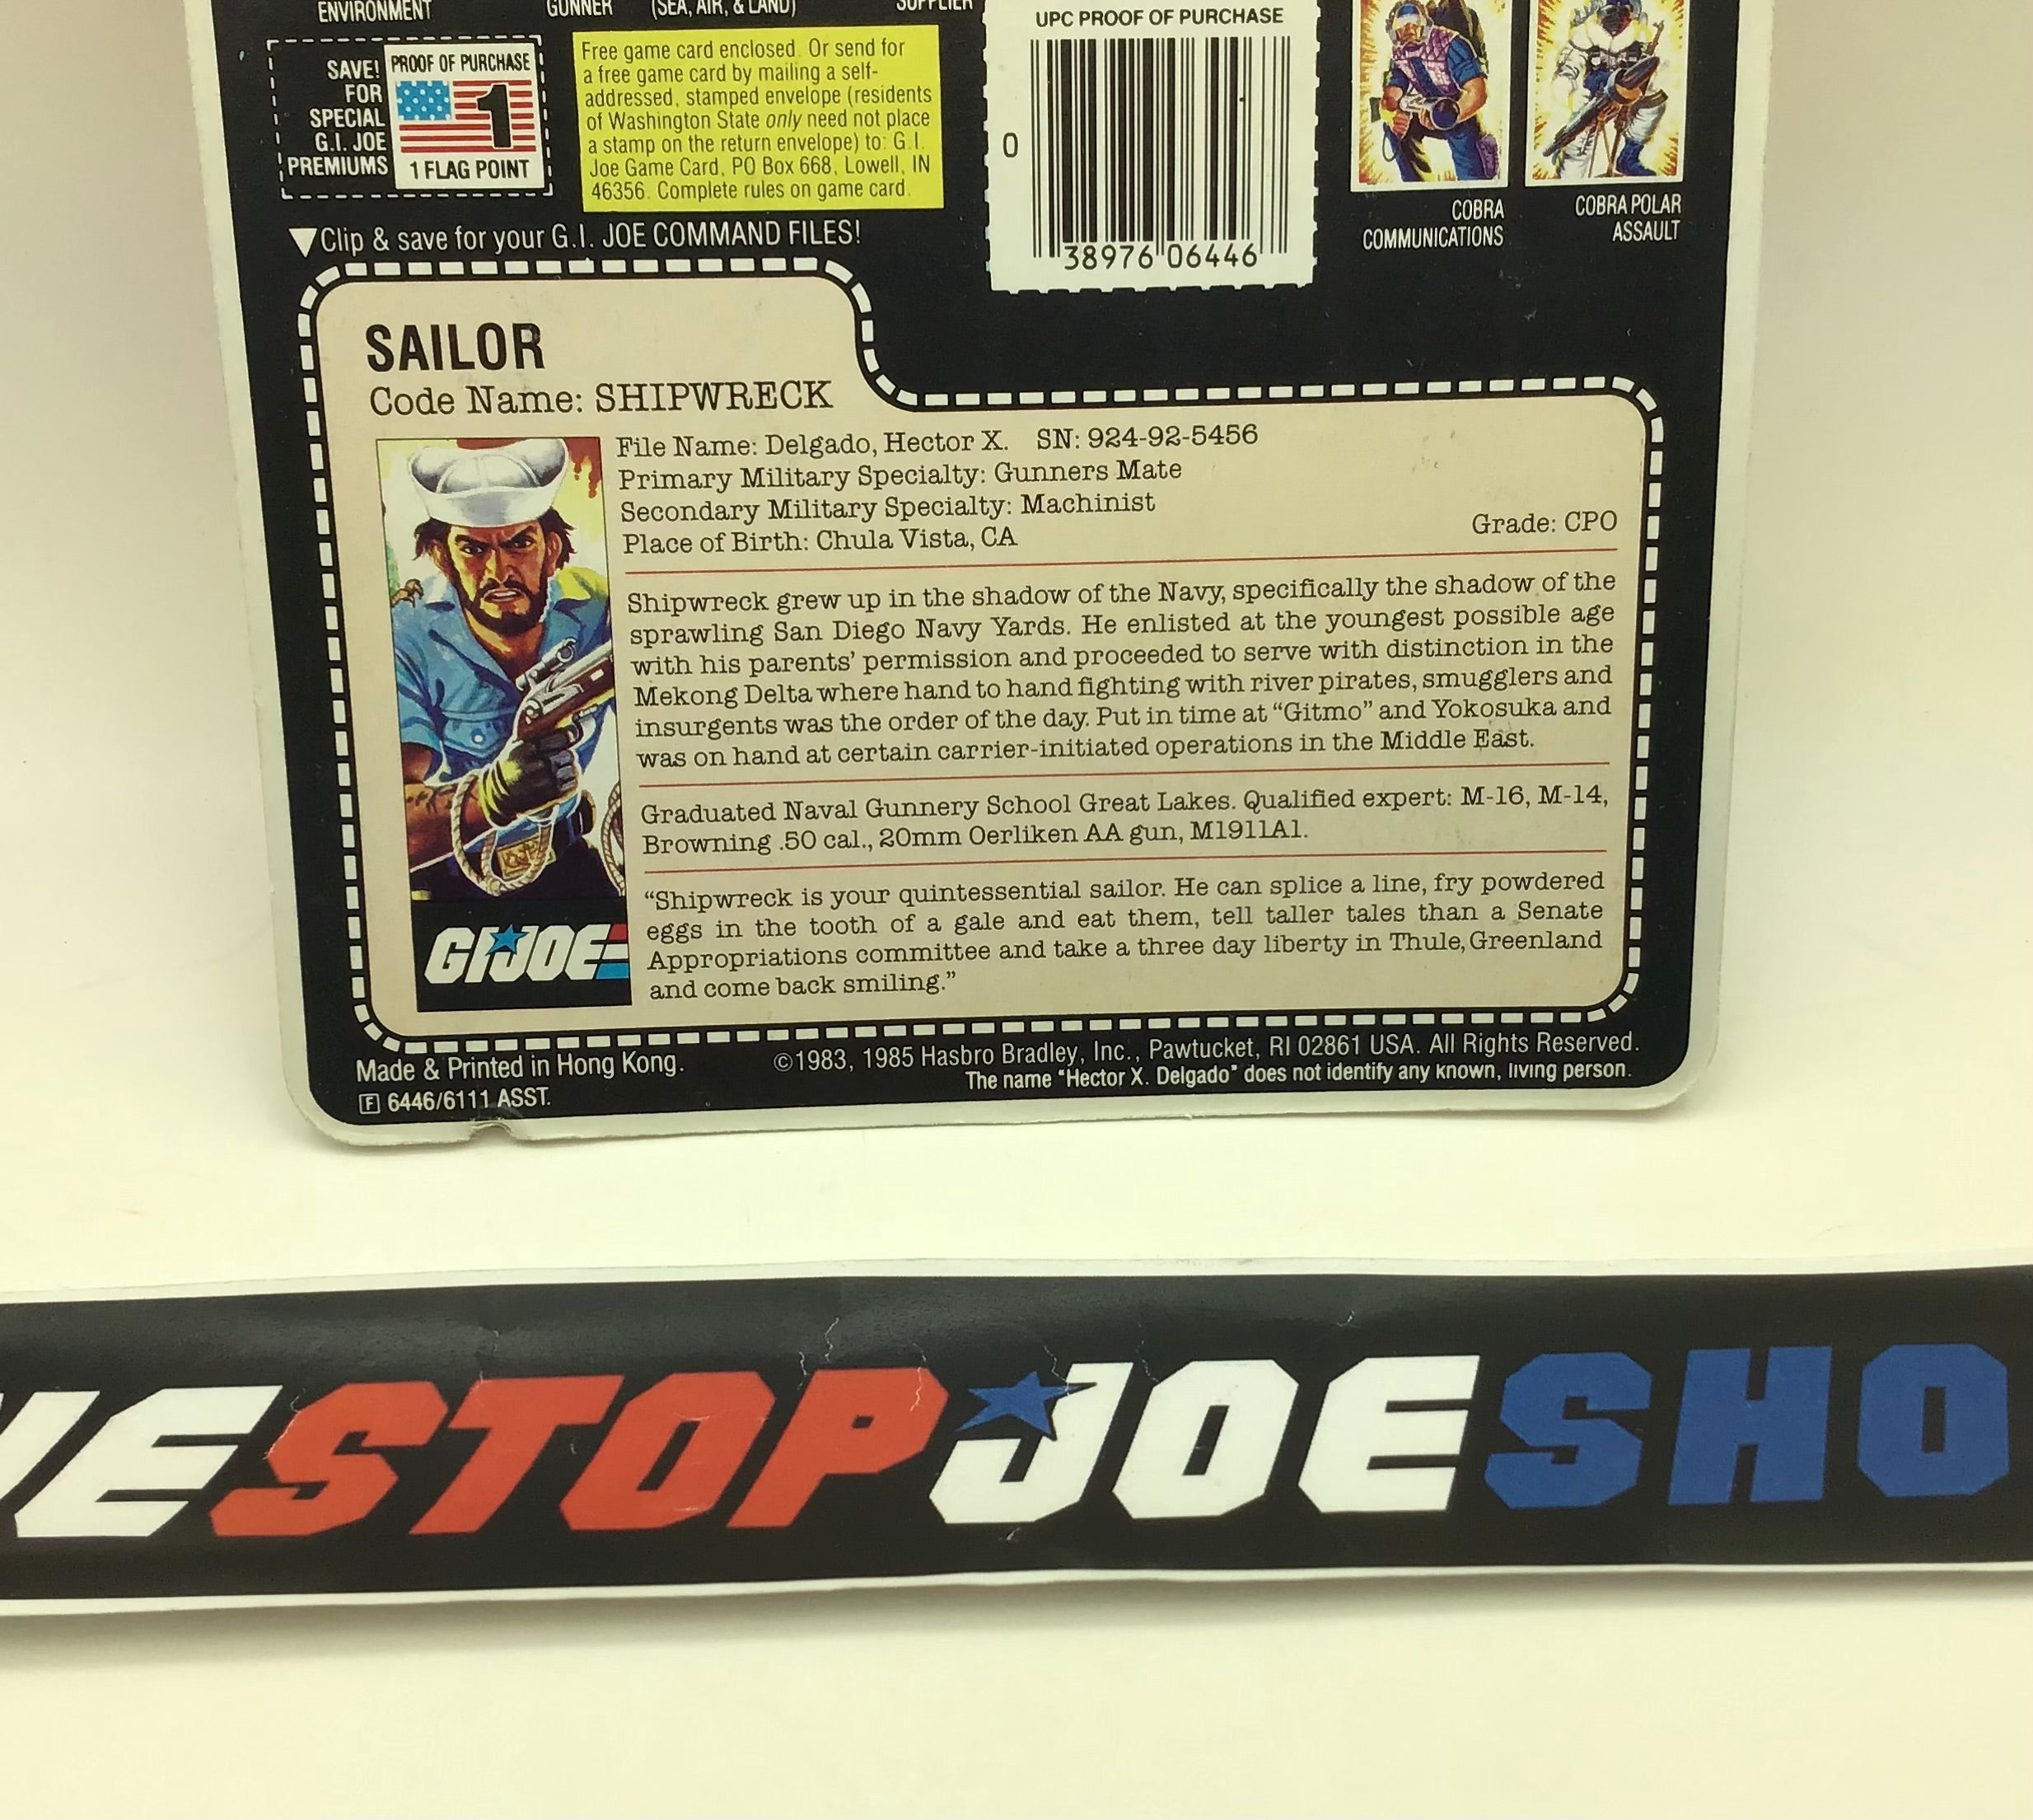 ENVIRONMENT
GUNNER
(SEA, AIR, & LAND)
SUPPLIER
SAVE!
FOR
SPECIAL
G.I. JOE
PREMIUMS
PROOF OF PURCHASE
1
1 FLAG POINT
Free game card enclosed. Or send for
a free game card by mailing a self-
addressed, stamped envelope (residents
of Washington State only need not place
a stamp on the return envelope) to: G.I.
Joe Game Card, PO Box 668, Lowell, IN
46356. Complete rules on game card.
UPC PROOF OF PURCHASE
0
38976 06446
COBRA
COMMUNICATIONS
COBRA POLAR
ASSAULT
▼Clip & save for your G.I. JOE COMMAND FILES!
SAILOR
Code Name: SHIPWRECK
File Name: Delgado, Hector X. SN: 924-92-5456
Primary Military Specialty: Gunners Mate
Secondary Military Specialty: Machinist
Place of Birth: Chula Vista, CA
Grade: CPO
Shipwreck grew up in the shadow of the Navy, specifically the shadow of the
sprawling San Diego Navy Yards. He enlisted at the youngest possible age
with his parents' permission and proceeded to serve with distinction in the
Mekong Delta where hand to hand fighting with river pirates, smugglers and
insurgents was the order of the day. Put in time at “Gitmo” and Yokosuka and
was on hand at certain carrier-initiated operations in the Middle East.
Graduated Naval Gunnery School Great Lakes. Qualified expert: M-16, M-14,
Browning .50 cal., 20mm Oerliken AA gun, M1911A1.
“Shipwreck is your quintessential sailor. He can splice a line, fry powdered
eggs in the tooth of a gale and eat them, tell taller tales than a Senate
Appropriations committee and take a three day liberty in Thule, Greenland
and come back smiling.”
GI JOE
Made & Printed in Hong Kong.
F 6446/6111 ASST.
©1983, 1985 Hasbro Bradley, Inc., Pawtucket, RI 02861 USA. All Rights Reserved.
The name "Hector X. Delgado" does not identify any known, living person.
ESTOPJOESHO